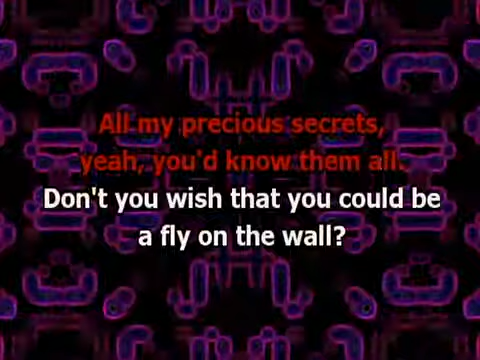 All my precious secrets,
yeah, you'd know them all.
Don't you wish that you could be
a fly on the wall?